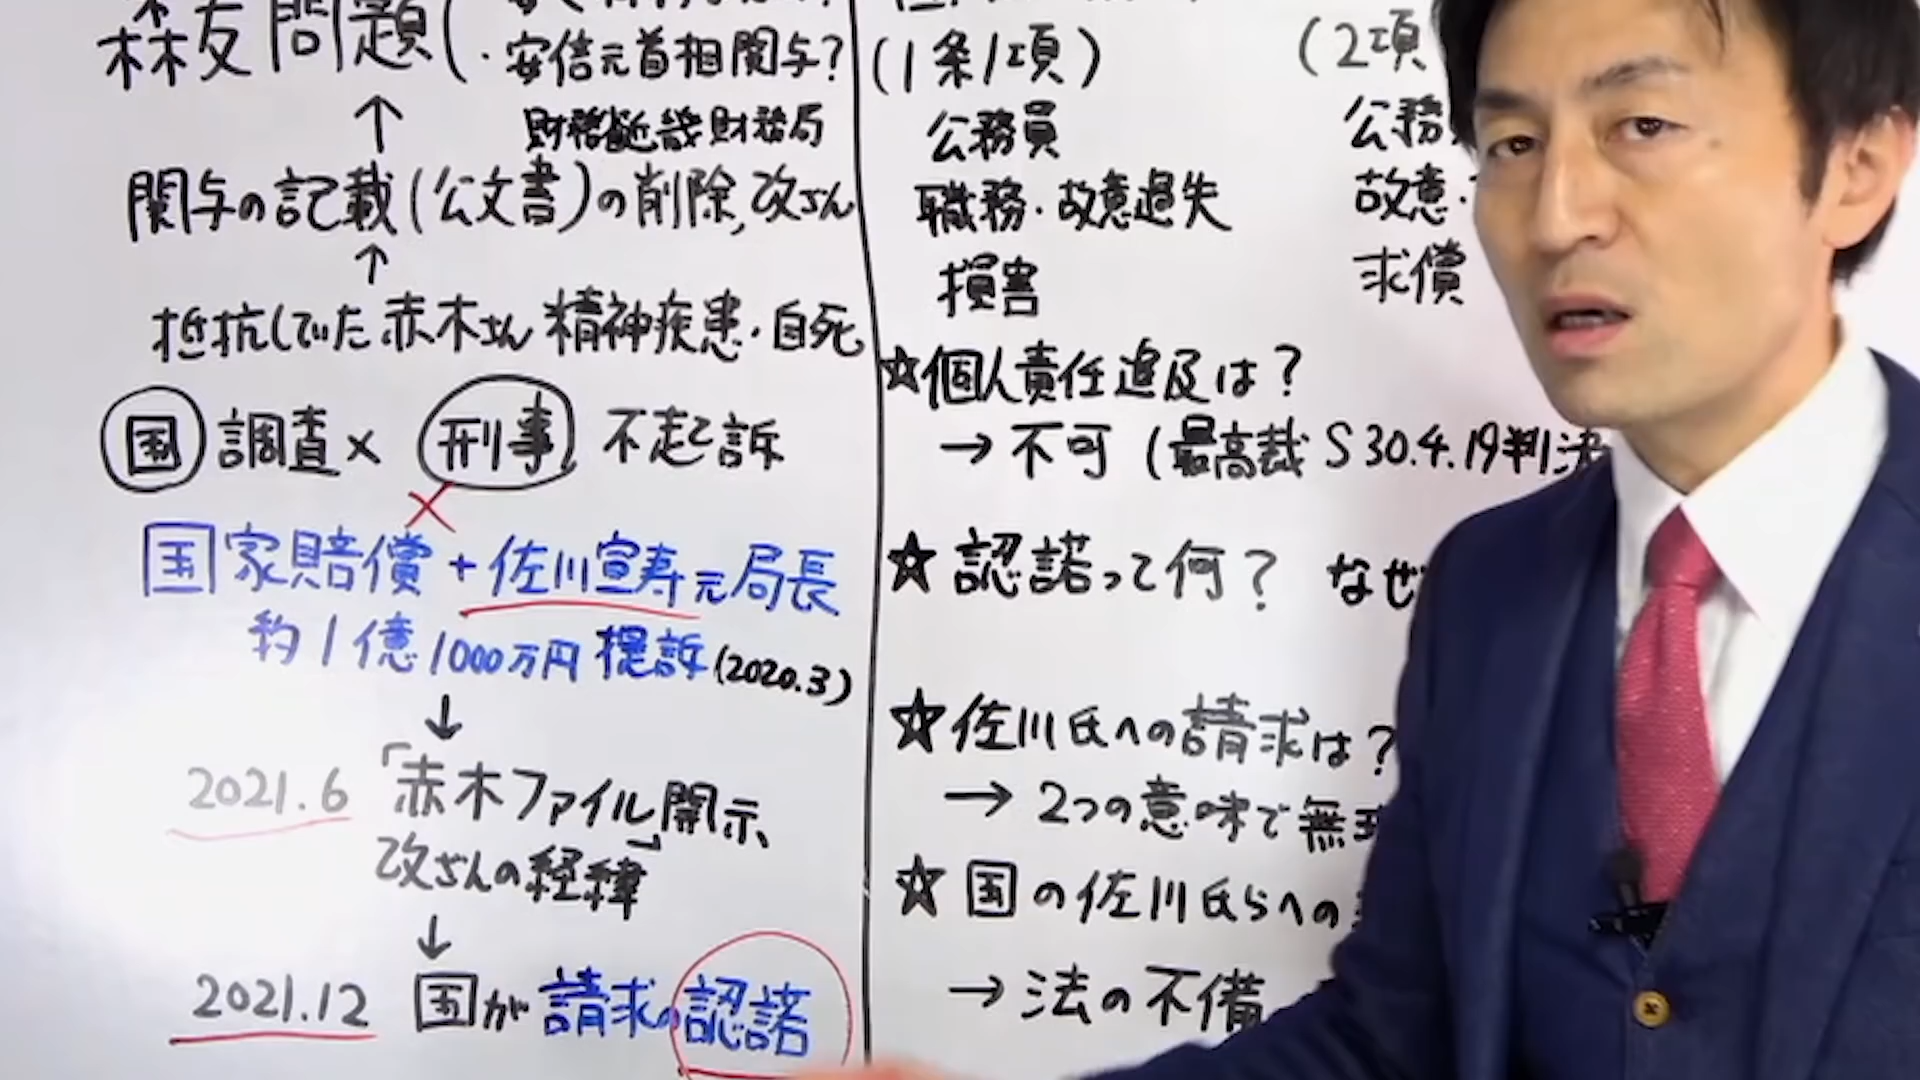 森友問題(
・安倍元首相関与?
財務省近畿財務局
関与の記載(公文書)の削除,改ざん
抵抗していた赤木さん 精神疾患・自死
国 調査× 刑事 不起訴
×
国家賠償+佐川宣寿元局長
約1億1000万円 提訴(2020.3)
↓
2021.6 「赤木ファイル」開示、
改ざんの経緯
↓
2021.12 国が請求の認諾
(1条1項)
公務員
職務・故意過失
損害
(2項
公務
故意・
求償
☆個人責任追及は?
→不可(最高裁S30.4.19判決
☆認諾って何? なぜ
☆佐川氏への請求は?
→2つの意味で無
☆国の佐川氏らへの
→法の不備